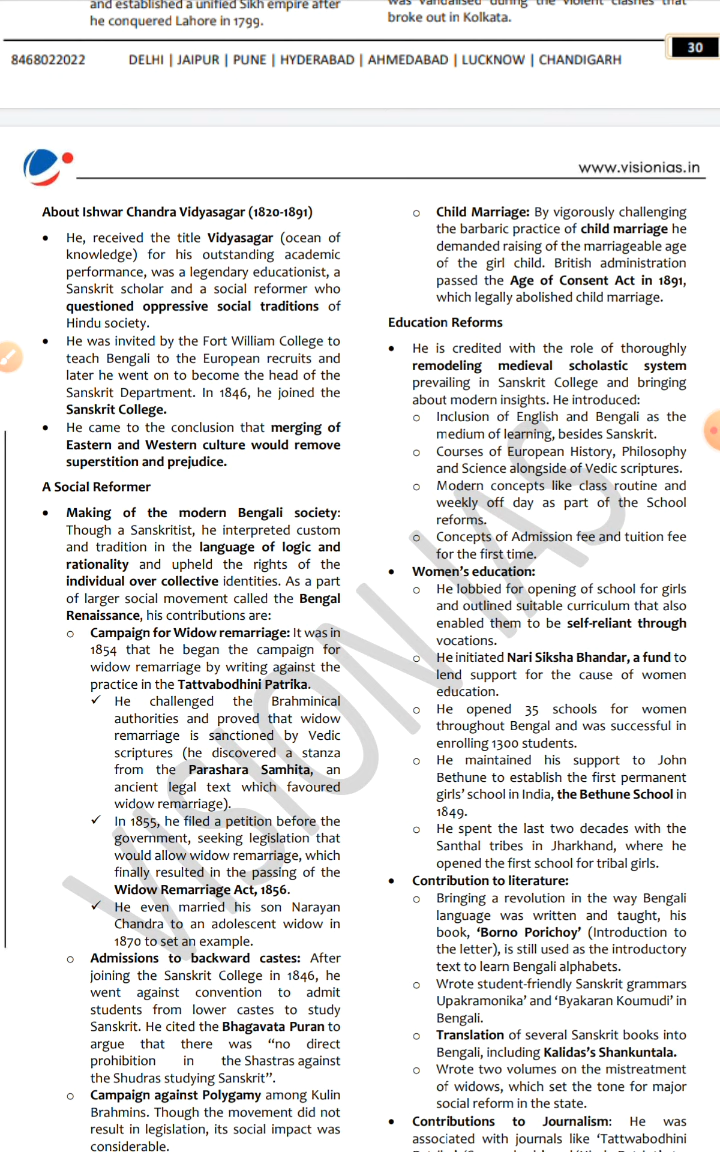 and established a unified Sikh empire after
he conquered Lahore in 1799.
was vandalised during the violent clashes that
broke out in Kolkata.
30
8468022022 DELHI | JAIPUR | PUNE | HYDERABAD | AHMEDABAD | LUCKNOW | CHANDIGARH
www.visionias.in
About Ishwar Chandra Vidyasagar (1820-1891)
• He, received the title Vidyasagar (ocean of
knowledge) for his outstanding academic
performance, was a legendary educationist, a
Sanskrit scholar and a social reformer who
questioned oppressive social traditions of
Hindu society.
• He was invited by the Fort William College to
teach Bengali to the European recruits and
later he went on to become the head of the
Sanskrit Department. In 1846, he joined the
Sanskrit College.
• He came to the conclusion that merging of
Eastern and Western culture would remove
superstition and prejudice.
A Social Reformer
• Making of the modern Bengali society:
Though a Sanskritist, he interpreted custom
and tradition in the language of logic and
rationality and upheld the rights of the
individual over collective identities. As a part
of larger social movement called the Bengal
Renaissance, his contributions are:
o Campaign for Widow remarriage: It was in
1854 that he began the campaign for
widow remarriage by writing against the
practice in the Tattvabodhini Patrika.
✓ He challenged the Brahminical
authorities and proved that widow
remarriage is sanctioned by Vedic
scriptures (he discovered a stanza
from the Parashara Samhita, an
ancient legal text which favoured
widow remarriage).
✓ In 1855, he filed a petition before the
government, seeking legislation that
would allow widow remarriage, which
finally resulted in the passing of the
Widow Remarriage Act, 1856.
✓ He even married his son Narayan
Chandra to an adolescent widow in
1870 to set an example.
o Admissions to backward castes: After
joining the Sanskrit College in 1846, he
went against convention to admit
students from lower castes to study
Sanskrit. He cited the Bhagavata Puran to
argue that there was “no direct
prohibition in the Shastras against
the Shudras studying Sanskrit”.
o Campaign against Polygamy among Kulin
Brahmins. Though the movement did not
result in legislation, its social impact was
considerable.
o Child Marriage: By vigorously challenging
the barbaric practice of child marriage he
demanded raising of the marriageable age
of the girl child. British administration
passed the Age of Consent Act in 1891,
which legally abolished child marriage.
Education Reforms
• He is credited with the role of thoroughly
remodeling medieval scholastic system
prevailing in Sanskrit College and bringing
about modern insights. He introduced:
o Inclusion of English and Bengali as the
medium of learning, besides Sanskrit.
o Courses of European History, Philosophy
and Science alongside of Vedic scriptures.
o Modern concepts like class routine and
weekly off day as part of the School
reforms.
o Concepts of Admission fee and tuition fee
for the first time.
• Women’s education:
o He lobbied for opening of school for girls
and outlined suitable curriculum that also
enabled them to be self-reliant through
vocations.
o He initiated Nari Siksha Bhandar, a fund to
lend support for the cause of women
education.
o He opened 35 schools for women
throughout Bengal and was successful in
enrolling 1300 students.
o He maintained his support to John
Bethune to establish the first permanent
girls’ school in India, the Bethune School in
1849.
o He spent the last two decades with the
Santhal tribes in Jharkhand, where he
opened the first school for tribal girls.
• Contribution to literature:
o Bringing a revolution in the way Bengali
language was written and taught, his
book, ‘Borno Porichoy’ (Introduction to
the letter), is still used as the introductory
text to learn Bengali alphabets.
o Wrote student-friendly Sanskrit grammars
Upakramonika’ and ‘Byakaran Koumudi’ in
Bengali.
o Translation of several Sanskrit books into
Bengali, including Kalidas’s Shankuntala.
o Wrote two volumes on the mistreatment
of widows, which set the tone for major
social reform in the state.
• Contributions to Journalism: He was
associated with journals like ‘Tattwabodhini
VISION IAS